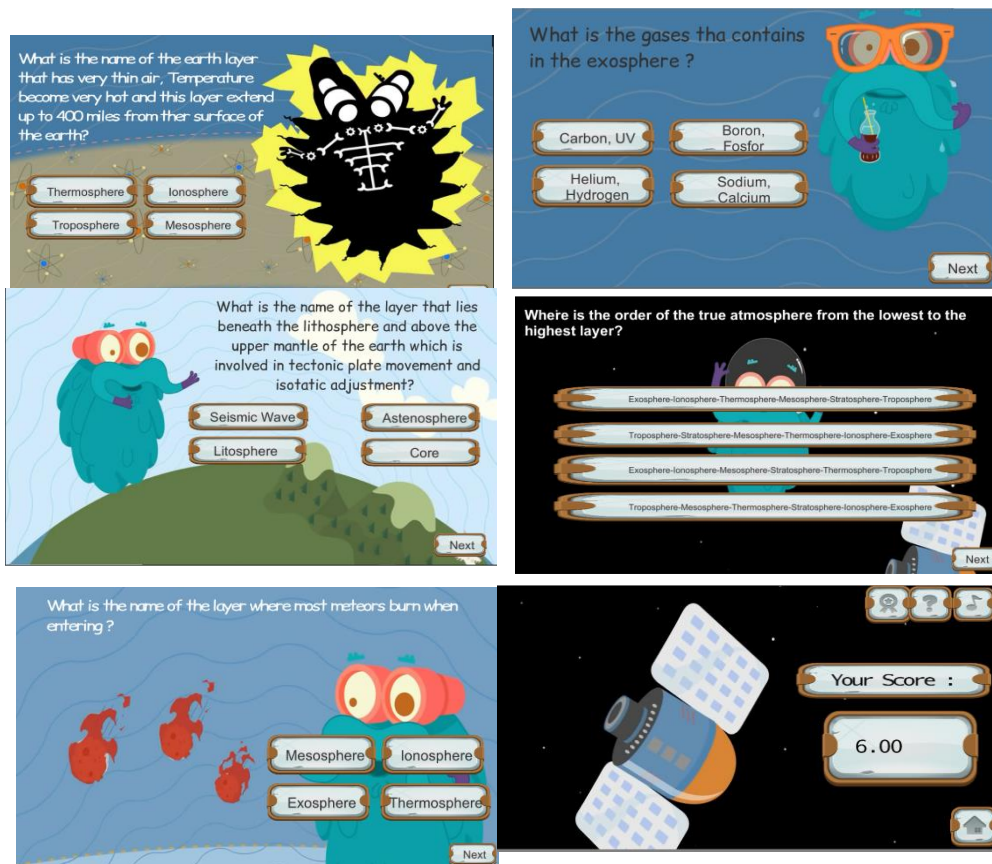 What is the name of the earth layer
that has very thin air, Temperature
become very hot and this layer extend
up to 400 miles from ther surface of
the earth?
Thermosphere
Ionosphere
Troposphere
Mesosphere
What is the gases tha contains
in the exosphere ?
Carbon, UV
Boron,
Fosfor
Helium,
Hydrogen
Sodium,
Calcium
Next
What is the name of the layer that lies
beneath the lithosphere and above the
upper mantle of the earth which is
involved in tectonic plate movement and
isotatic adjustment?
Seismic Wave
Astenosphere
Litosphere
Core
Next
Where is the order of the true atmosphere from the lowest to the
highest layer?
Exosphere-Ionosphere-Thermosphere-Mesosphere-Stratosphere-Troposphere
Troposphere-Stratosphere-Mesosphere-Thermosphere-Ionosphere-Exosphere
Exosphere-Ionosphere-Mesosphere-Stratosphere-Thermosphere-Troposphere
Troposphere-Mesosphere-Thermosphere-Stratosphere-Ionosphere-Exosphere
Next
What is the name of the layer where most meteors burn when
entering ?
Mesosphere
Ionosphere
Exosphere
Thermosphere
Next
?
Your Score :
6.00